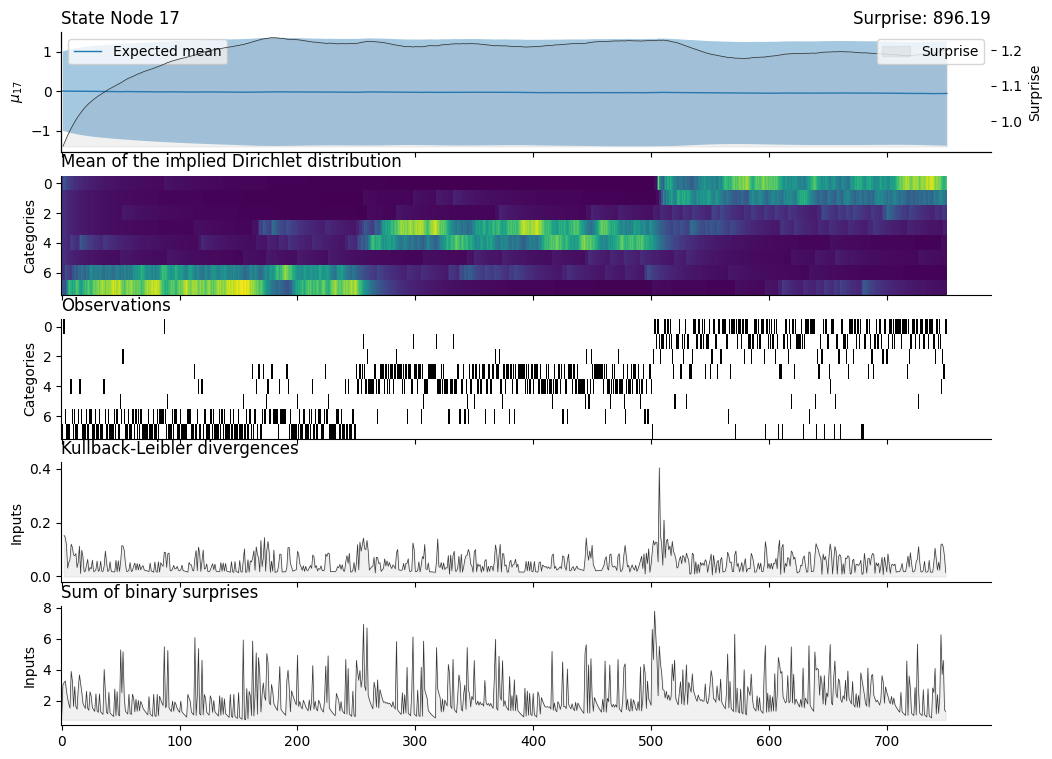 State Node 17 Surprise: 896.19
Expected mean
Surprise
1
0
−1
μ17
1.2
1.1
1.0
Surprise
Mean of the implied Dirichlet distribution
0
2
4
6
Categories
Observations
0
2
4
6
Categories
Kullback-Leibler divergences
0.4
0.2
0.0
Inputs
Sum of binary surprises
8
6
4
2
Inputs
0 100 200 300 400 500 600 700